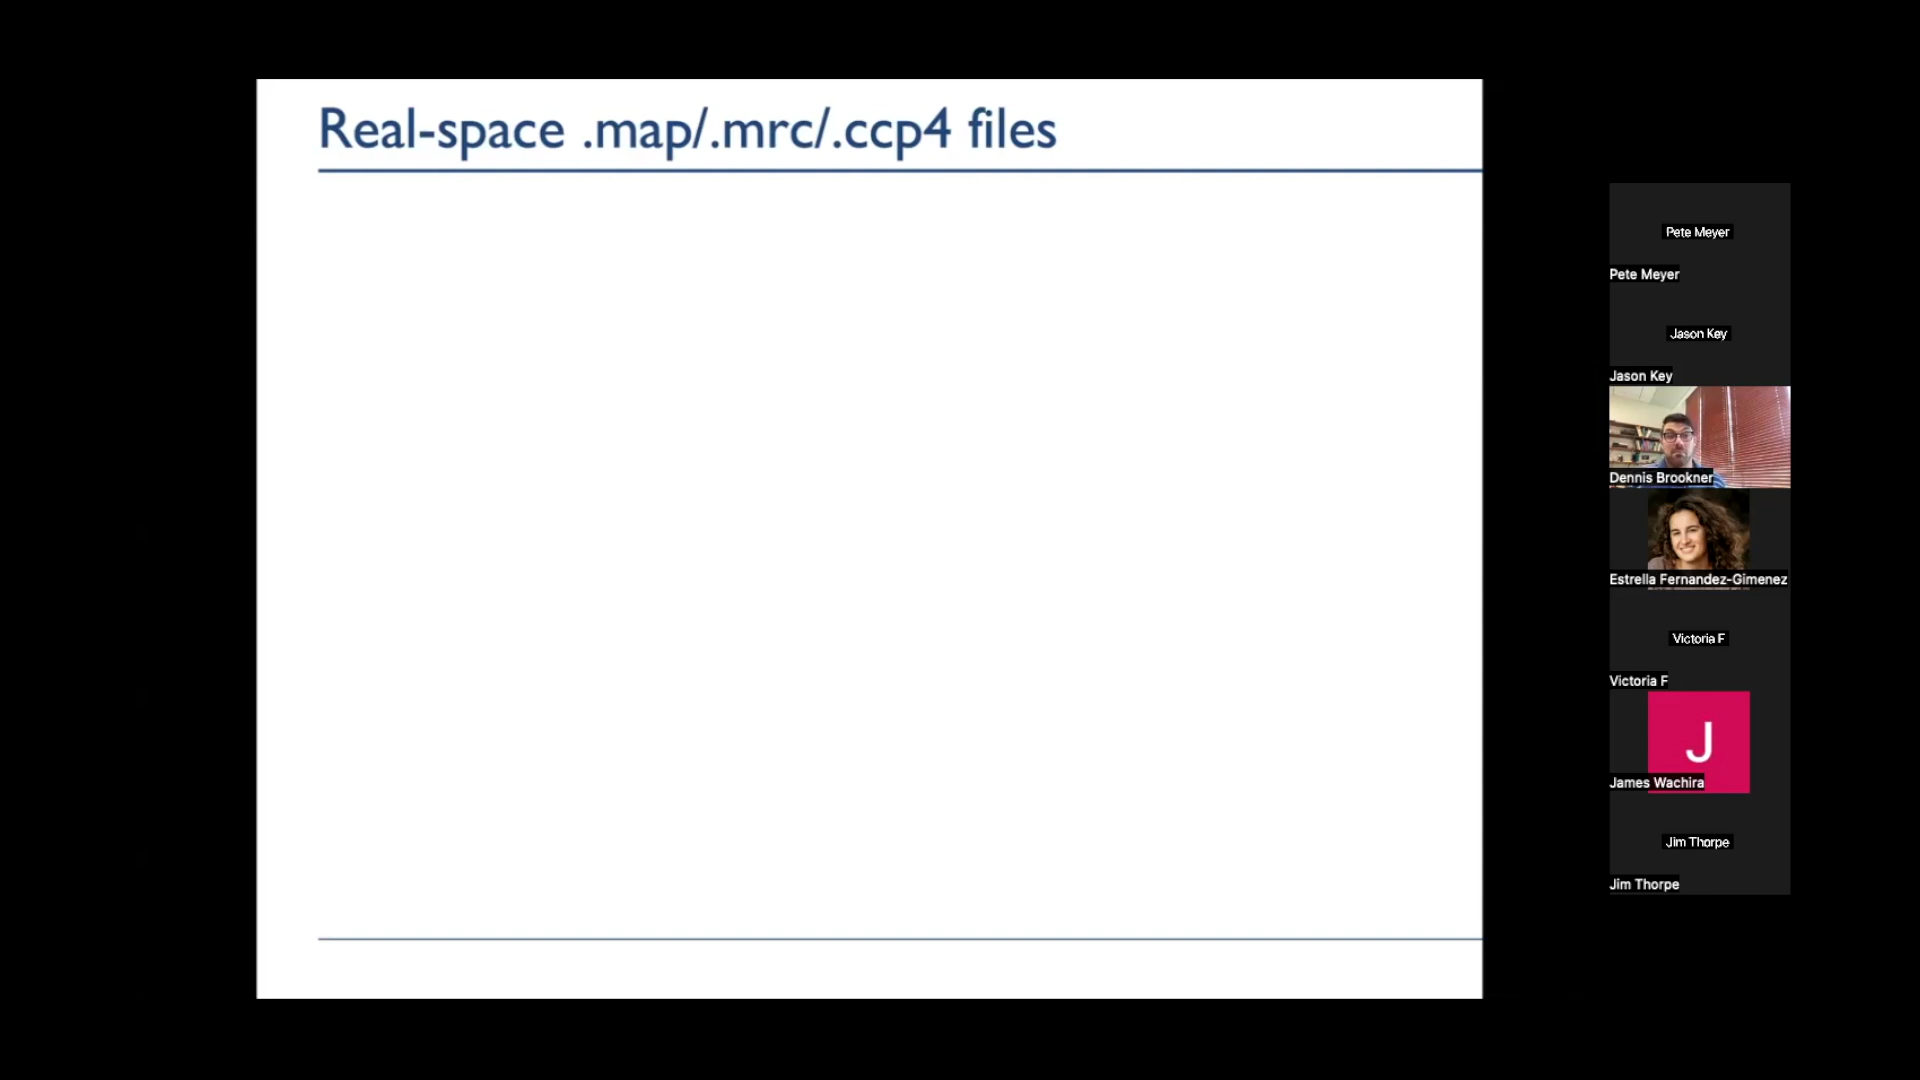 Real-space .map/.mrc/.ccp4 files
Pete Meyer
Pete Meyer
Jason Key
Jason Key
Dennis Brookner
Estrella Fernandez-Gimenez
Victoria F
Victoria F
J
James Wachira
Jim Thorpe
Jim Thorpe